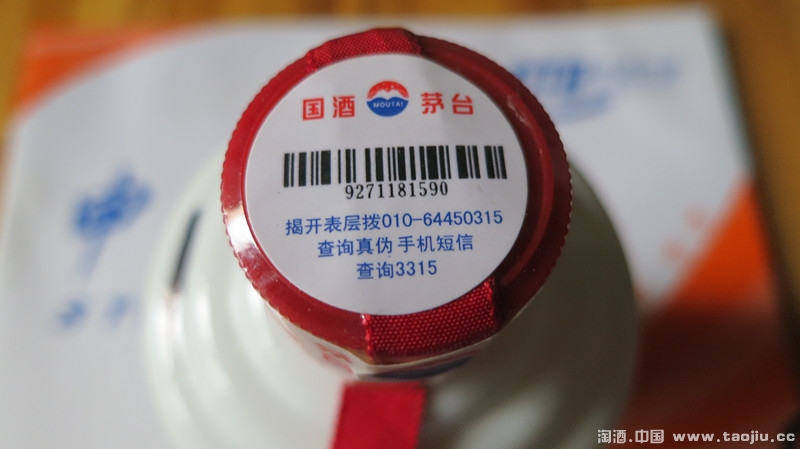 国酒 MOUTAI 茅台
9271181590
揭开表层拨010-64450315
查询真伪 手机短信
查询3315
淘酒.中国 www.taojiu.cc